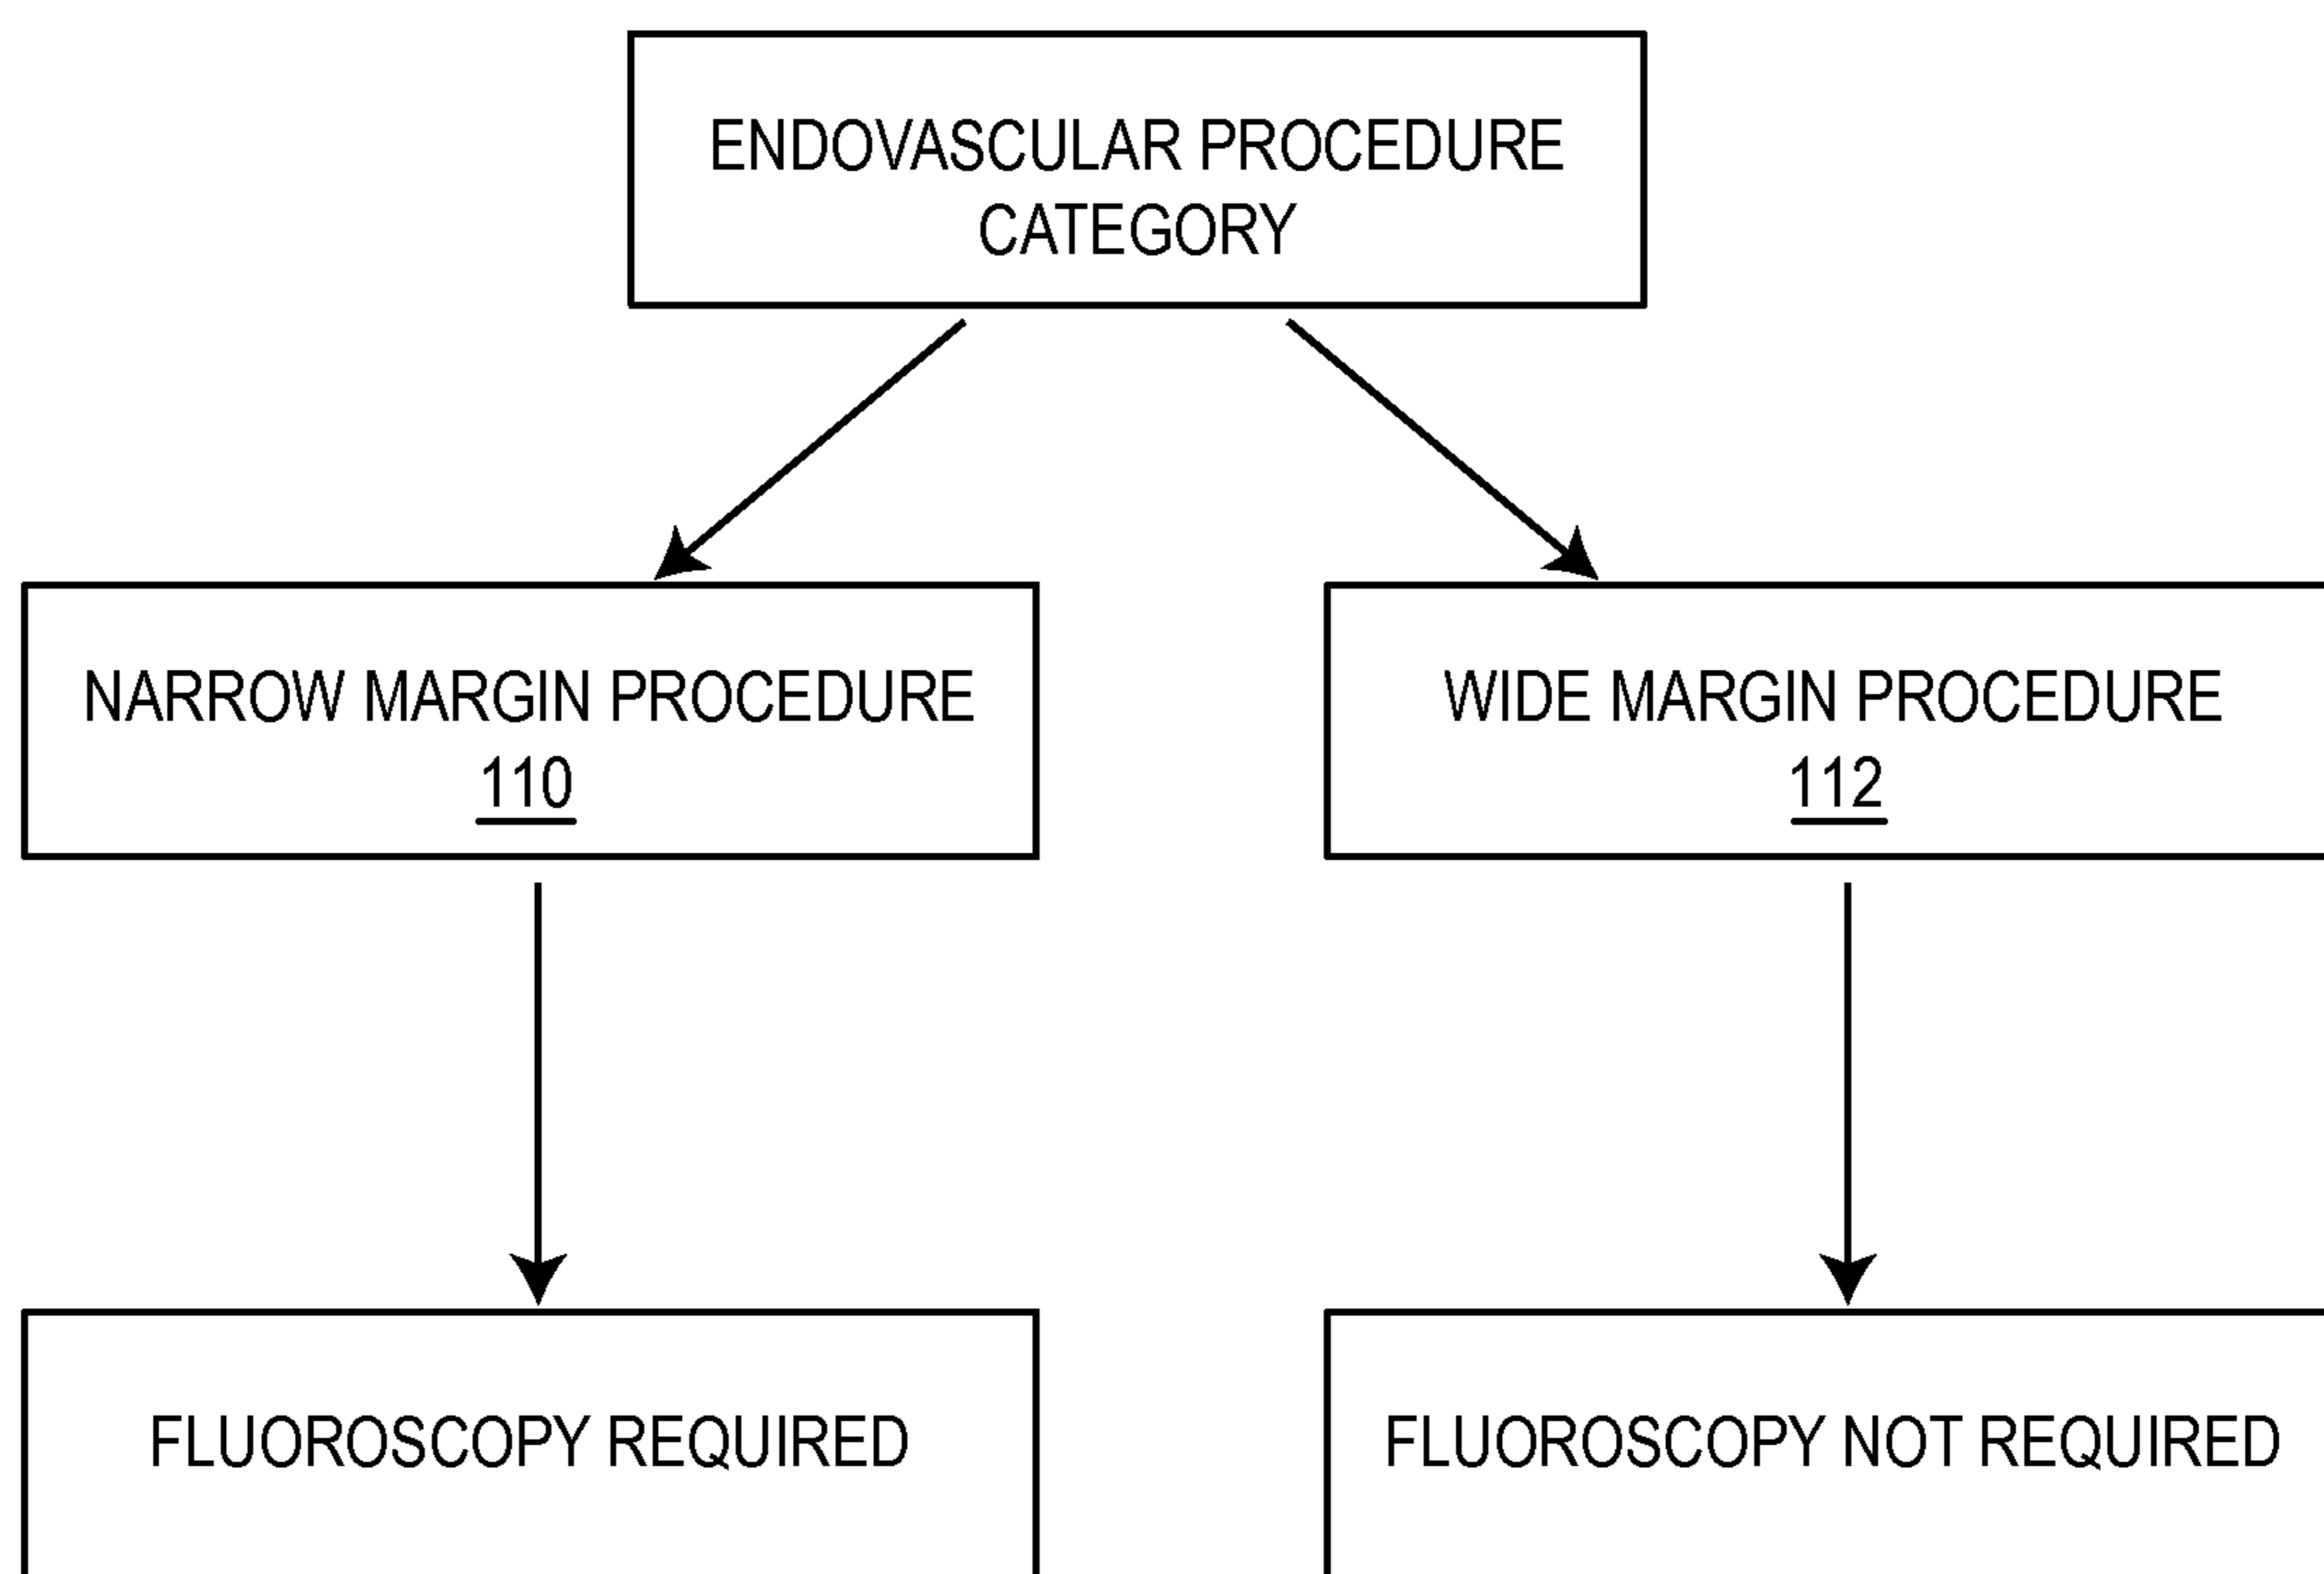 ENDOVASCULAR PROCEDURE
CATEGORY
NARROW MARGIN PROCEDURE
110
WIDE MARGIN PROCEDURE
112
FLUOROSCOPY REQUIRED
FLUOROSCOPY NOT REQUIRED